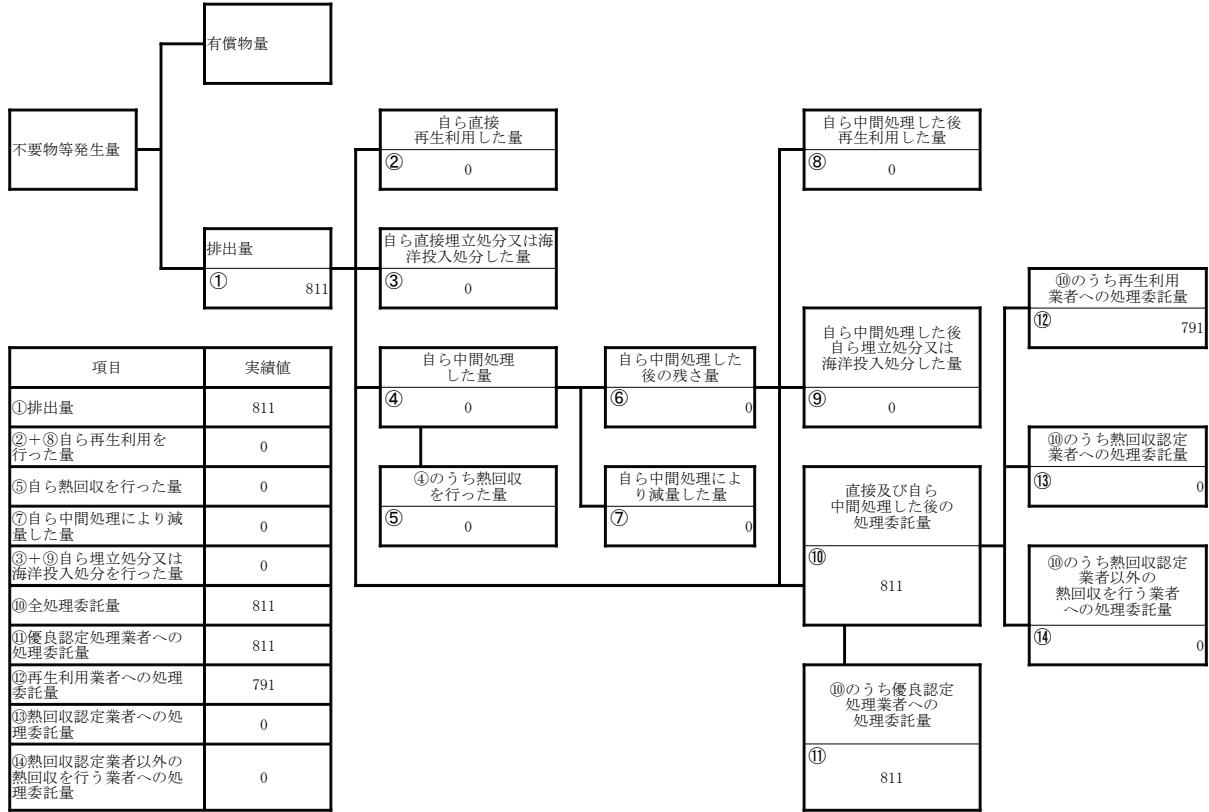 有償物量
不要物等発生量
排出量
①
811
自ら直接
再生利用した量
②
0
自ら直接埋立処分又は海
洋投入処分した量
③
0
自ら中間処理
した量
④
0
④のうち熱回収
を行った量
⑤
0
自ら中間処理した
後の残さ量
⑥
0
自ら中間処理によ
り減量した量
⑦
0
自ら中間処理した後
再生利用した量
⑧
0
自ら中間処理した後
自ら埋立処分又は
海洋投入処分した量
⑨
0
直接及び自ら
中間処理した後の
処理委託量
⑩
811
⑩のうち優良認定
処理業者への
処理委託量
⑪
811
⑩のうち再生利用
業者への処理委託量
⑫
791
⑩のうち熱回収認定
業者への処理委託量
⑬
0
⑩のうち熱回収認定
業者以外の
熱回収を行う業者
への処理委託量
⑭
0
項目 実績値
①排出量 811
②+⑧自ら再生利用を
行った量 0
⑤自ら熱回収を行った量 0
⑦自ら中間処理により減
量した量 0
③+⑨自ら埋立処分又は
海洋投入処分を行った量 0
⑩全処理委託量 811
⑪優良認定処理業者への
処理委託量 811
⑫再生利用業者への処理
委託量 791
⑬熱回収認定業者への処
理委託量 0
⑭熱回収認定業者以外の
熱回収を行う業者への処
理委託量 0